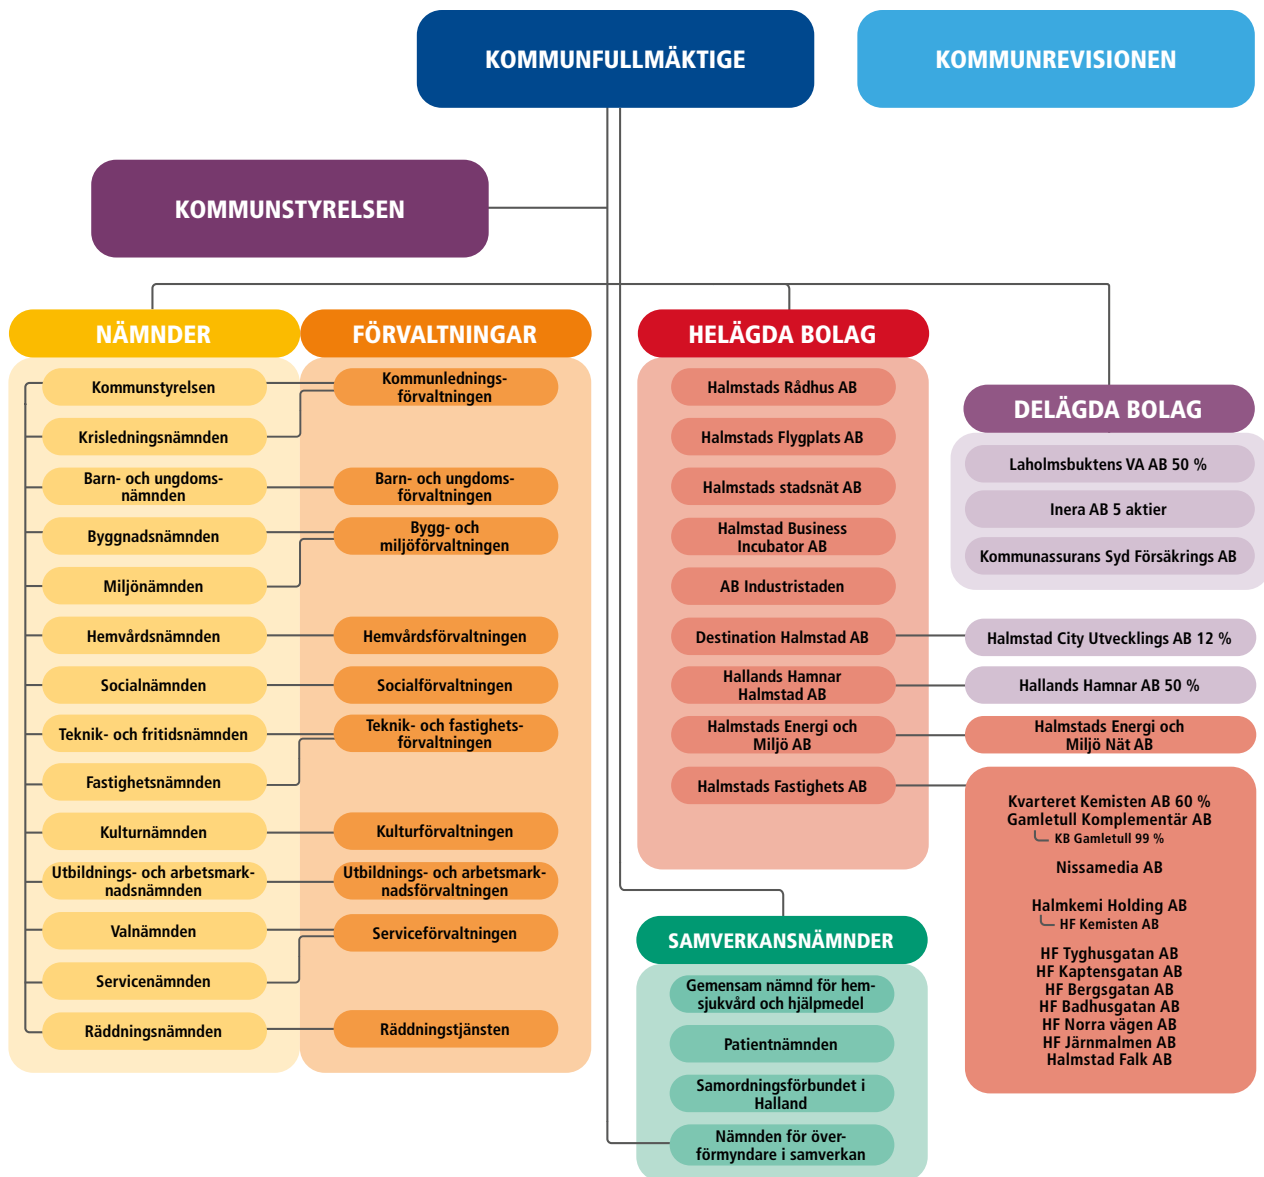 KOMMUNFULLMÄKTIGE
KOMMUNREVISIONEN
KOMMUNSTYRELSEN
NÄMNDER
Kommunstyrelsen
Krisledningsnämnden
Barn- och ungdoms-
nämnden
Byggnadsnämnden
Miljönämnden
Hemvårdsnämnden
Socialnämnden
Teknik- och fritidsnämnden
Fastighetsnämnden
Kulturnämnden
Utbildnings- och arbetsmark-
nadsnämnden
Valnämnden
Servicenämnden
Räddningsnämnden
FÖRVALTNINGAR
Kommunlednings-
förvaltningen
Barn- och ungdoms-
förvaltningen
Bygg- och
miljöförvaltningen
Hemvårdsförvaltningen
Socialförvaltningen
Teknik- och fastighets-
förvaltningen
Kulturförvaltningen
Utbildnings- och arbetsmark-
nadsförvaltningen
Serviceförvaltningen
Räddningstjänsten
HELÄGDA BOLAG
Halmstads Rådhus AB
Halmstads Flygplats AB
Halmstads stadsnät AB
Halmstad Business
Incubator AB
AB Industristaden
Destination Halmstad AB
Hallands Hamnar
Halmstad AB
Halmstads Energi och
Miljö AB
Halmstads Fastighets AB
DELÄGDA BOLAG
Laholmsbuktens VA AB 50 %
Inera AB 5 aktier
Kommunassurans Syd Försäkrings AB
Halmstad City Utvecklings AB 12 %
Hallands Hamnar AB 50 %
Halmstads Energi och
Miljö Nät AB
Kvarteret Kemisten AB 60 %
Gamletull Komplementär AB
KB Gamletull 99 %
Nissamedia AB
Halmkemi Holding AB
HF Kemisten AB
HF Tyghusgatan AB
HF Kaptensgatan AB
HF Bergsgatan AB
HF Badhusgatan AB
HF Norra vägen AB
HF Järnmalmen AB
Halmstad Falk AB
SAMVERKANSNÄMNDER
Gemensam nämnd för hem-
sjukvård och hjälpmedel
Patientnämnden
Samordningsförbundet i
Halland
Nämnden för över-
förmyndare i samverkan